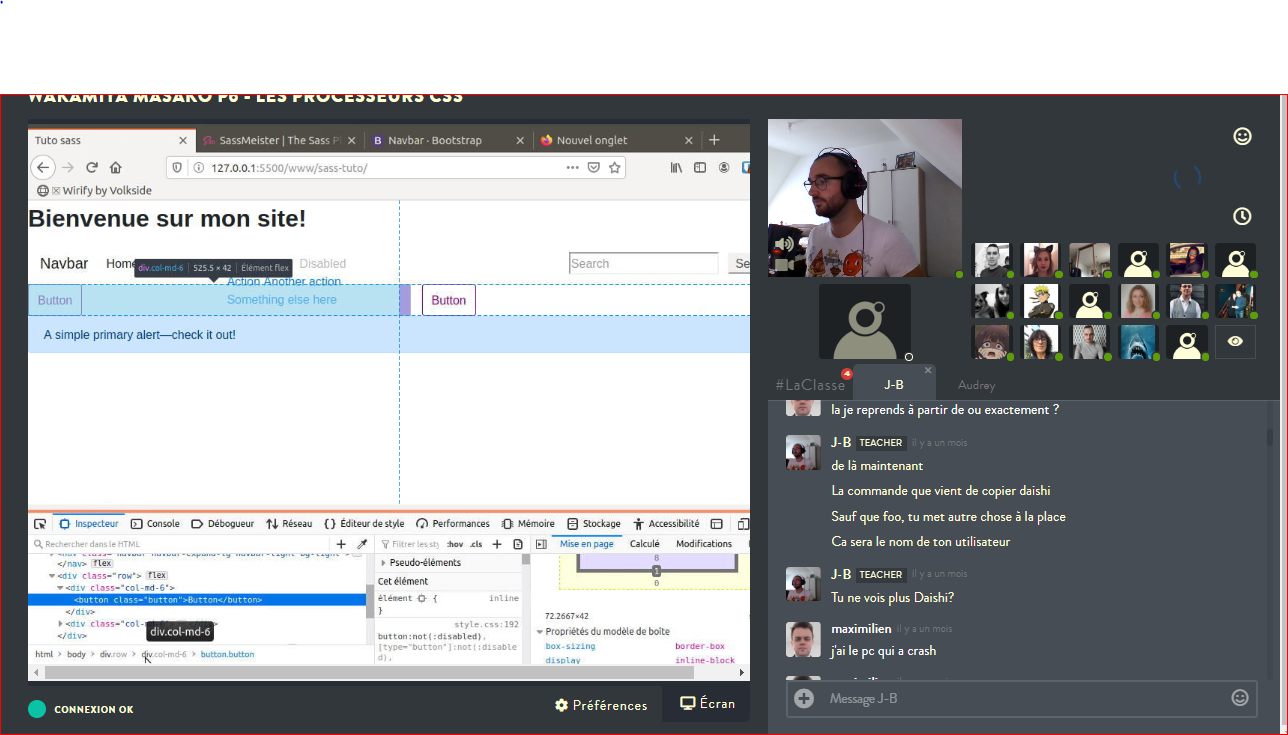 WAKAMITA MASAKO P6 - LES PROCESSEURS CSS
Tuto sass
SassMeister | The Sass Pl
Navbar · Bootstrap
Nouvel onglet
127.0.0.1:5500/www/sass-tuto/
Wirify by Volkside
Bienvenue sur mon site!
Navbar
Home
Disabled
Search
Se
div.col-md-6 | 525.5 × 42 | Élément flex
Action Another action
Something else here
Button
Button
A simple primary alert—check it out!
Inspecteur
Console
Débogueur
Réseau
Éditeur de style
Performances
Mémoire
Stockage
Accessibilité
Rechercher dans le HTML
</nav> flex
<div class="row"> flex
<div class="col-md-6">
<button class="button">Button</button>
</div>
<div class="col-
</div>
div.col-md-6
html > body > div.row > div.col-md-6 > button.button
Filtrer les sty
:hov .cls
Pseudo-éléments
Cet élément
élément { inline
}
style.css:192
button:not(:disabled),
[type="button"]:not(:disable
d),
Mise en page
Calculé
Modifications
8
1
0
72.2667×42
Propriétés du modèle de boîte
box-sizing border-box
display inline-block
CONNEXION OK
Préférences
Écran
#LaClasse
4
J-B
Audrey
la je reprends à partir de ou exactement ?
J-B TEACHER il y a un mois
de là maintenant
La commande que vient de copier daishi
Sauf que foo, tu met autre chose à la place
Ca sera le nom de ton utilisateur
J-B TEACHER il y a un mois
Tu ne vois plus Daishi?
maximilien il y a un mois
j'ai le pc qui a crash
Message J-B